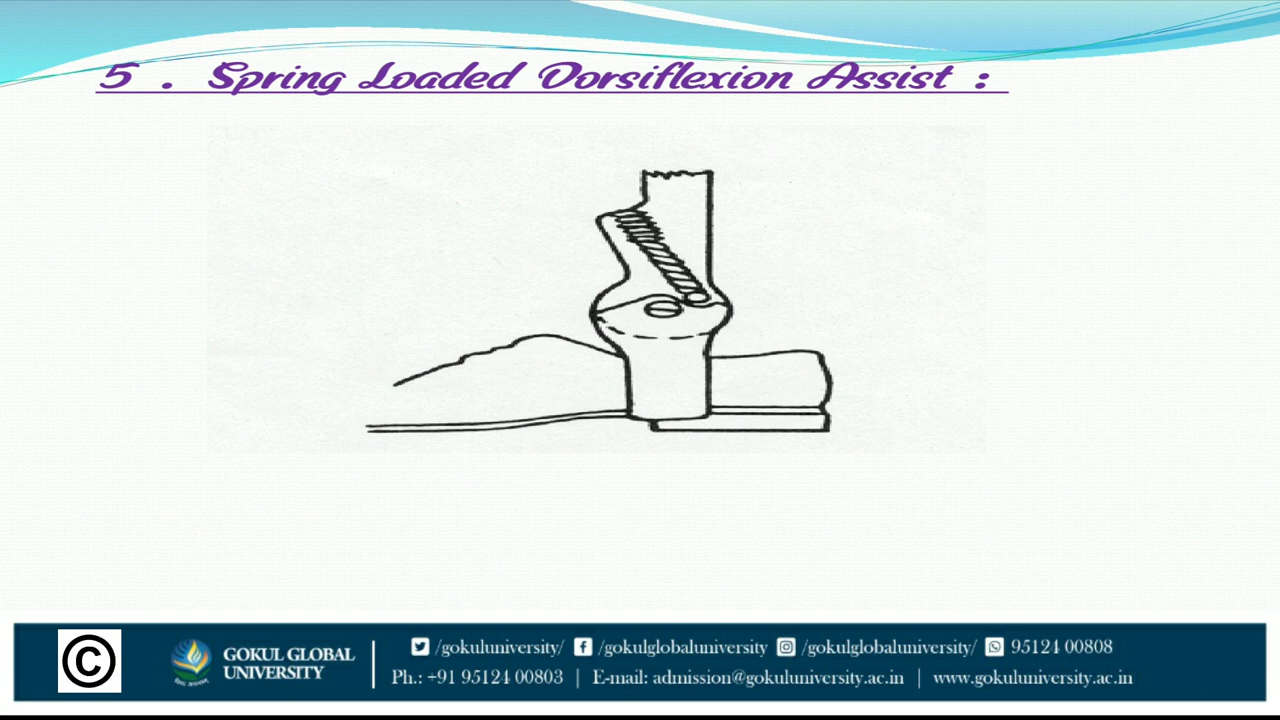 5 . Spring Loaded Dorsiflexion Assist :
©
GOKUL GLOBAL
UNIVERSITY
/gokuluniversity/ /gokulglobaluniversity /gokulglobaluniversity/ 95124 00808
Ph.: +91 95124 00803 | E-mail: admission@gokuluniversity.ac.in | www.gokuluniversity.ac.in